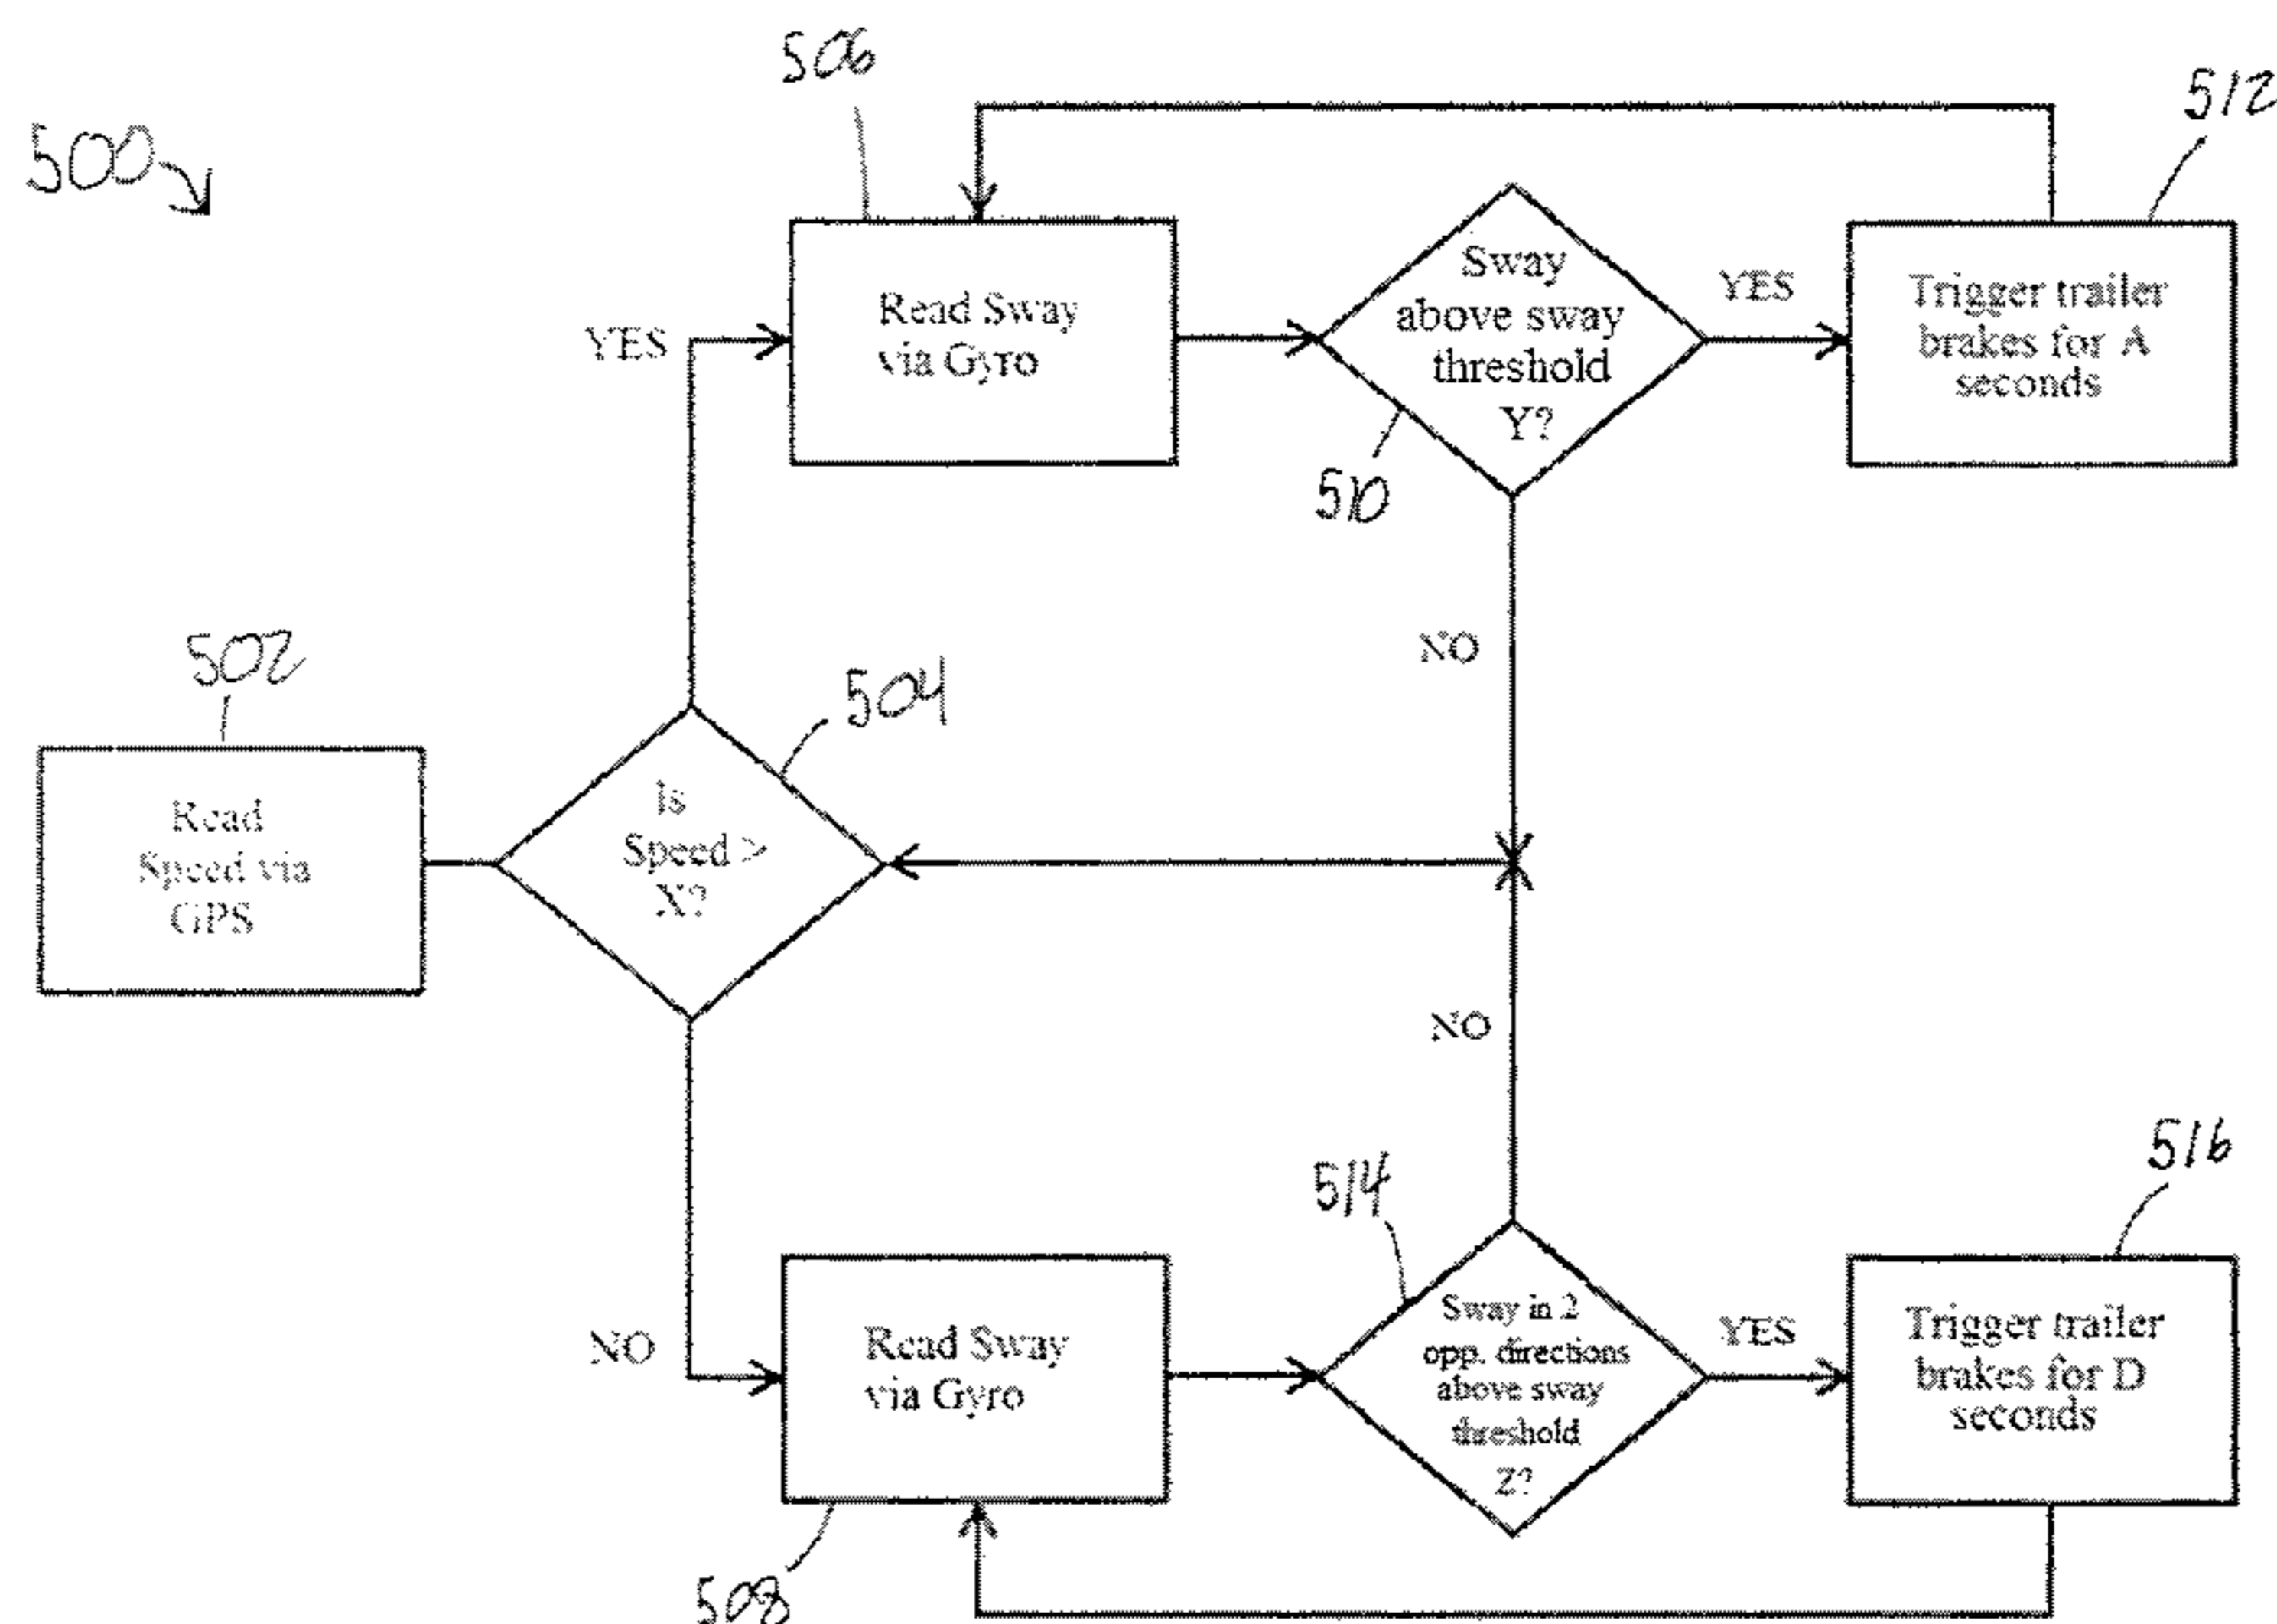 506
512
500
Read Sway
via Gyro
Sway
above sway
threshold
Y?
YES
Trigger trailer
brakes for A
seconds
YES
510
NO
502
504
Read
Speed via
GPS
Is
Speed >
X?
NO
514
516
NO
Read Sway
via Gyro
Sway in 2
opp. directions
above sway
threshold
Z?
YES
Trigger trailer
brakes for D
seconds
508